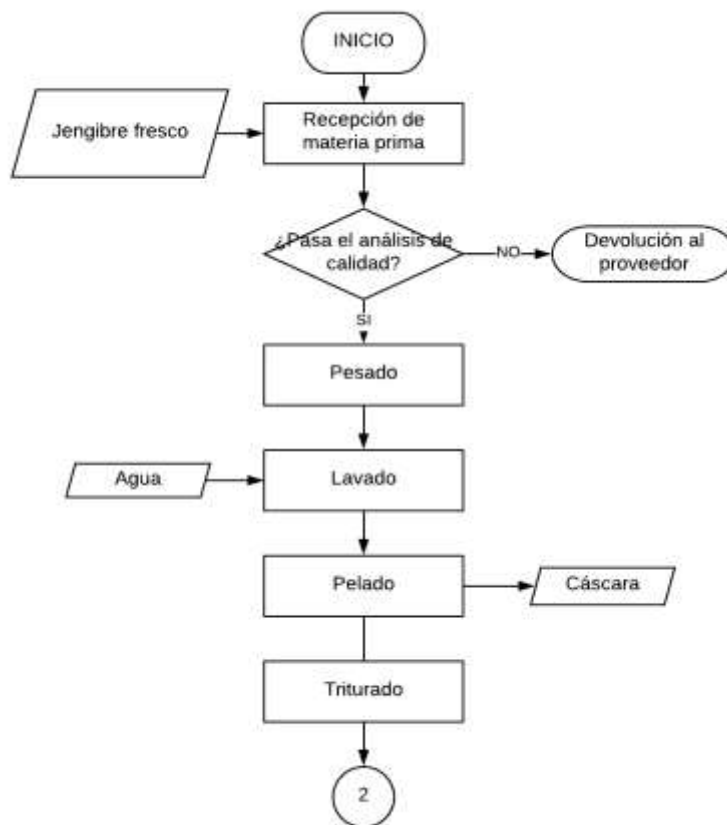 INICIO
Jengibre fresco
Recepción de
materia prima
¿Pasa el análisis de
calidad?
NO
Devolución al
proveedor
SI
Pesado
Agua
Lavado
Pelado
Cáscara
Triturado
2